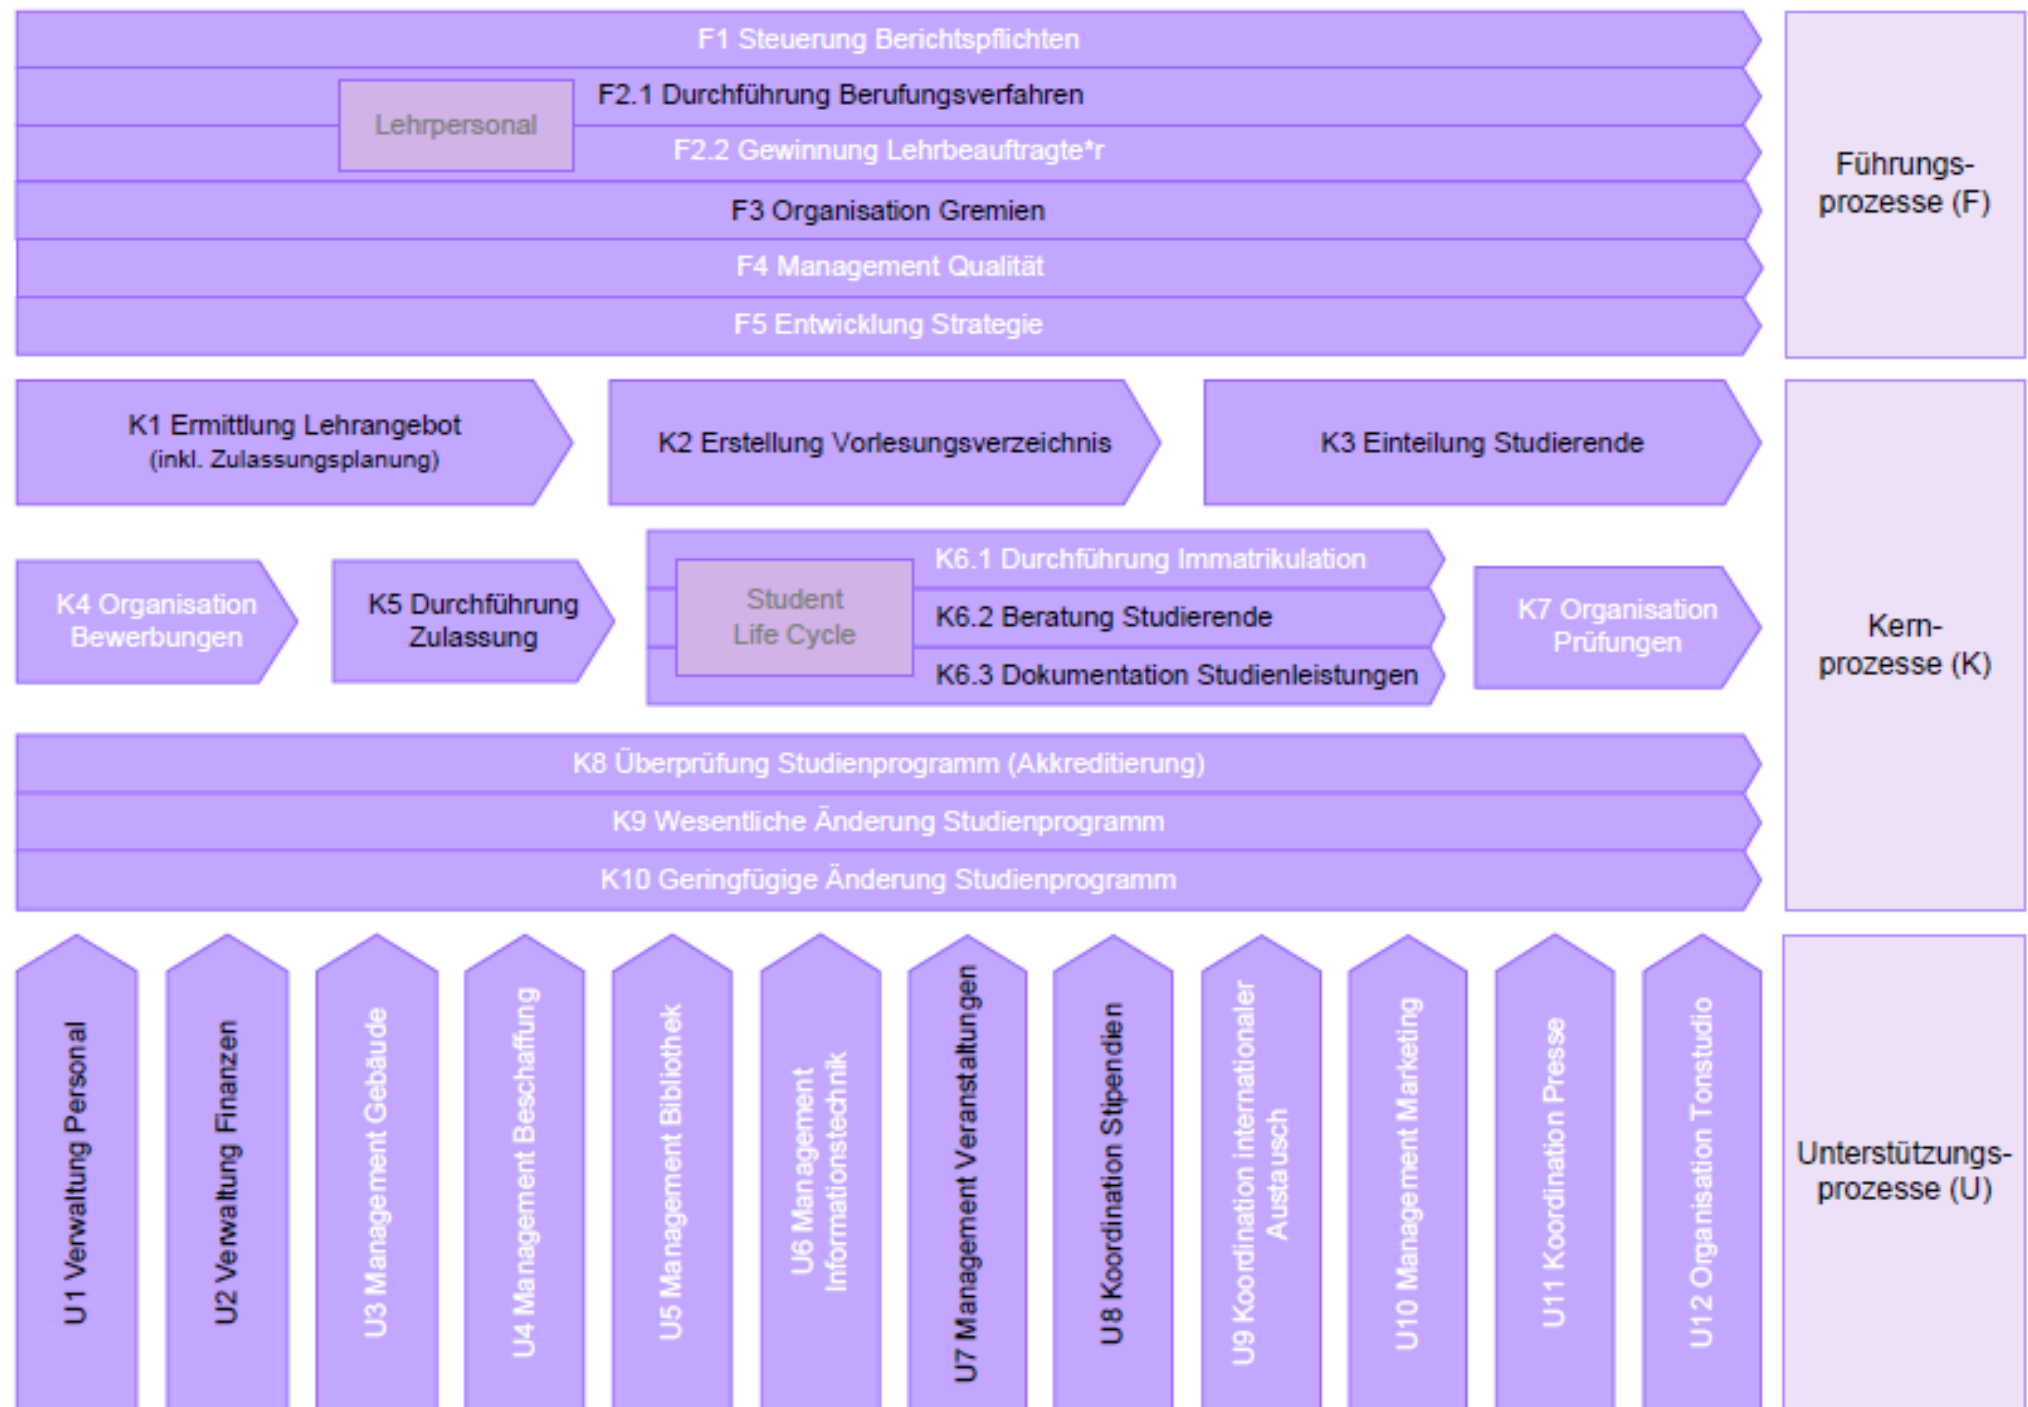 F1 Steuerung Berichtspflichten
F2.1 Durchführung Berufungsverfahren
Lehrpersonal
F2.2 Gewinnung Lehrbeauftragte*r
F3 Organisation Gremien
F4 Management Qualität
F5 Entwicklung Strategie
Führungs-
prozesse (F)
K1 Ermittlung Lehrangebot
(inkl. Zulassungsplanung)
K2 Erstellung Vorlesungsverzeichnis
K3 Einteilung Studierende
K4 Organisation
Bewerbungen
K5 Durchführung
Zulassung
Student
Life Cycle
K6.1 Durchführung Immatrikulation
K6.2 Beratung Studierende
K6.3 Dokumentation Studienleistungen
K7 Organisation
Prüfungen
K8 Überprüfung Studienprogramm (Akkreditierung)
K9 Wesentliche Änderung Studienprogramm
K10 Geringfügige Änderung Studienprogramm
Kern-
prozesse (K)
U1 Verwaltung Personal
U2 Verwaltung Finanzen
U3 Management Gebäude
U4 Management Beschaffung
U5 Management Bibliothek
U6 Management
Informationstechnik
U7 Management Veranstaltungen
U8 Koordination Stipendien
U9 Koordination internationaler
Austausch
U10 Management Marketing
U11 Koordination Presse
U12 Organisation Tonstudio
Unterstützungs-
prozesse (U)